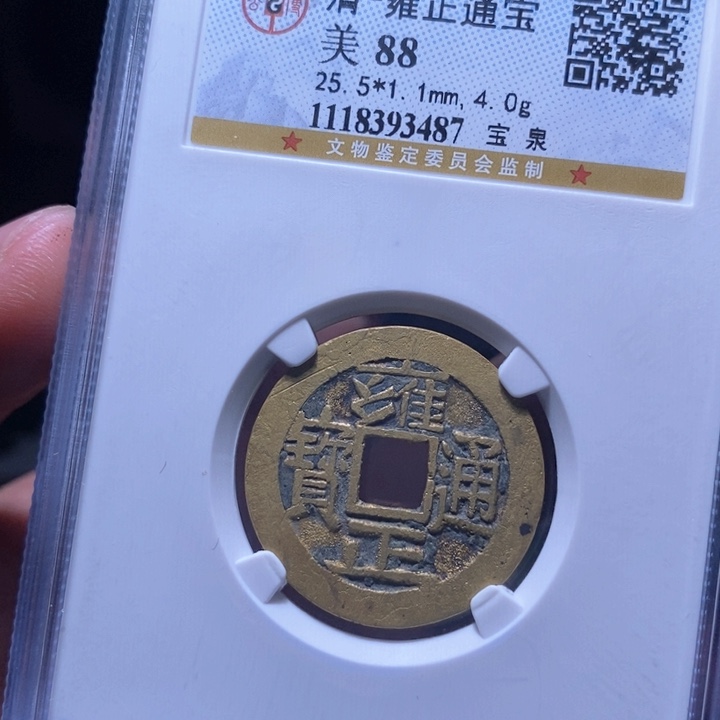 清-雍正通宝
美 88
25.5*1.1mm, 4.0g
1118393487 宝泉
文物鉴定委员会监制
雍正通寶